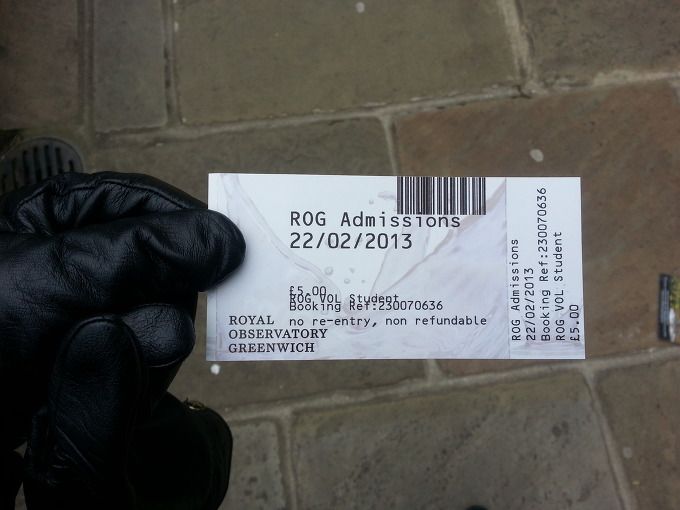 ROG Admissions
22/02/2013
£5.00
ROG VOL Student
Booking Ref:230070636
no re-entry, non refundable
ROYAL
OBSERVATORY
GREENWICH
ROG Admissions
22/02/2013
Booking Ref:230070636
ROG VOL Student
£5.00